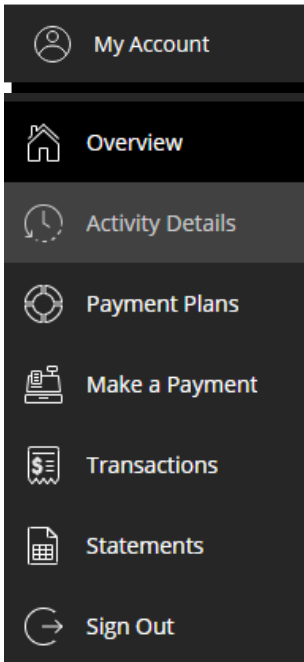 My Account
Overview
Activity Details
Payment Plans
Make a Payment
Transactions
Statements
Sign Out